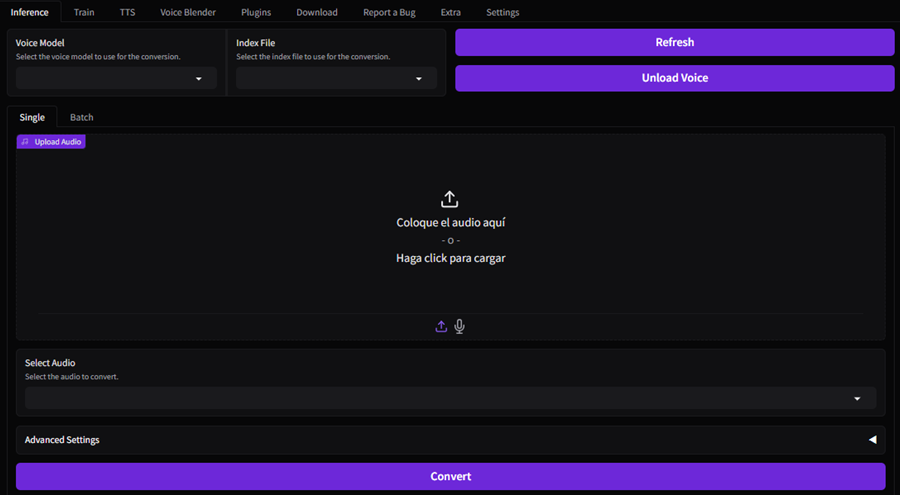 Inference Train TTS Voice Blender Plugins Download Report a Bug Extra Settings
Voice Model
Select the voice model to use for the conversion.
Index File
Select the index file to use for the conversion.
Refresh
Unload Voice
Single Batch
Upload Audio
Coloque el audio aquí
- o -
Haga click para cargar
Select Audio
Select the audio to convert.
Advanced Settings
Convert